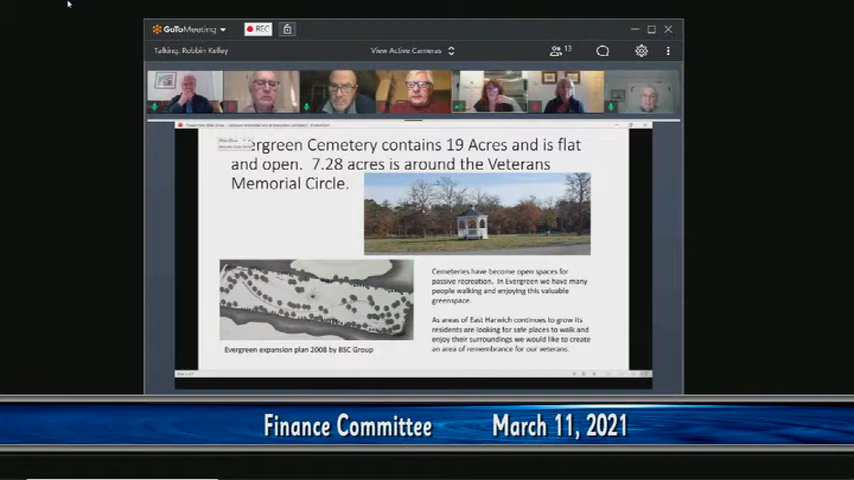 GoToMeeting
REC
Talking: Robbin Kelley
View Active Cameras
13
ergreen Cemetery contains 19 Acres and is flat
and open. 7.28 acres is around the Veterans
Memorial Circle.
Cemeteries have become open spaces for
passive recreation. In Evergreen we have many
people walking and enjoying this valuable
greenspace.
As areas of East Harwich continues to grow its
residents are looking for safe places to walk and
enjoy their surroundings we would like to create
an area of remembrance for our veterans.
Evergreen expansion plan 2008 by BSC Group
Finance Committee March 11, 2021